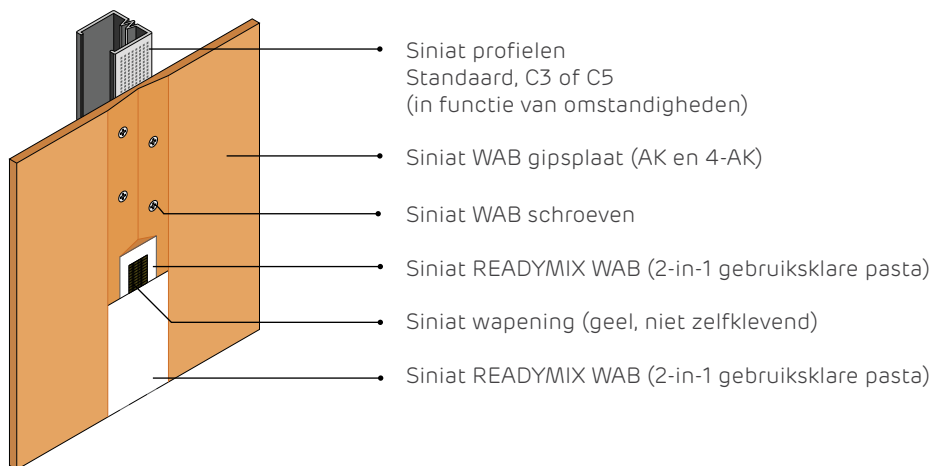 Siniat profielen
Standaard, C3 of C5
(in functie van omstandigheden)
Siniat WAB gipsplaat (AK en 4-AK)
Siniat WAB schroeven
Siniat READYMIX WAB (2-in-1 gebruiksklare pasta)
Siniat wapening (geel, niet zelfklevend)
Siniat READYMIX WAB (2-in-1 gebruiksklare pasta)